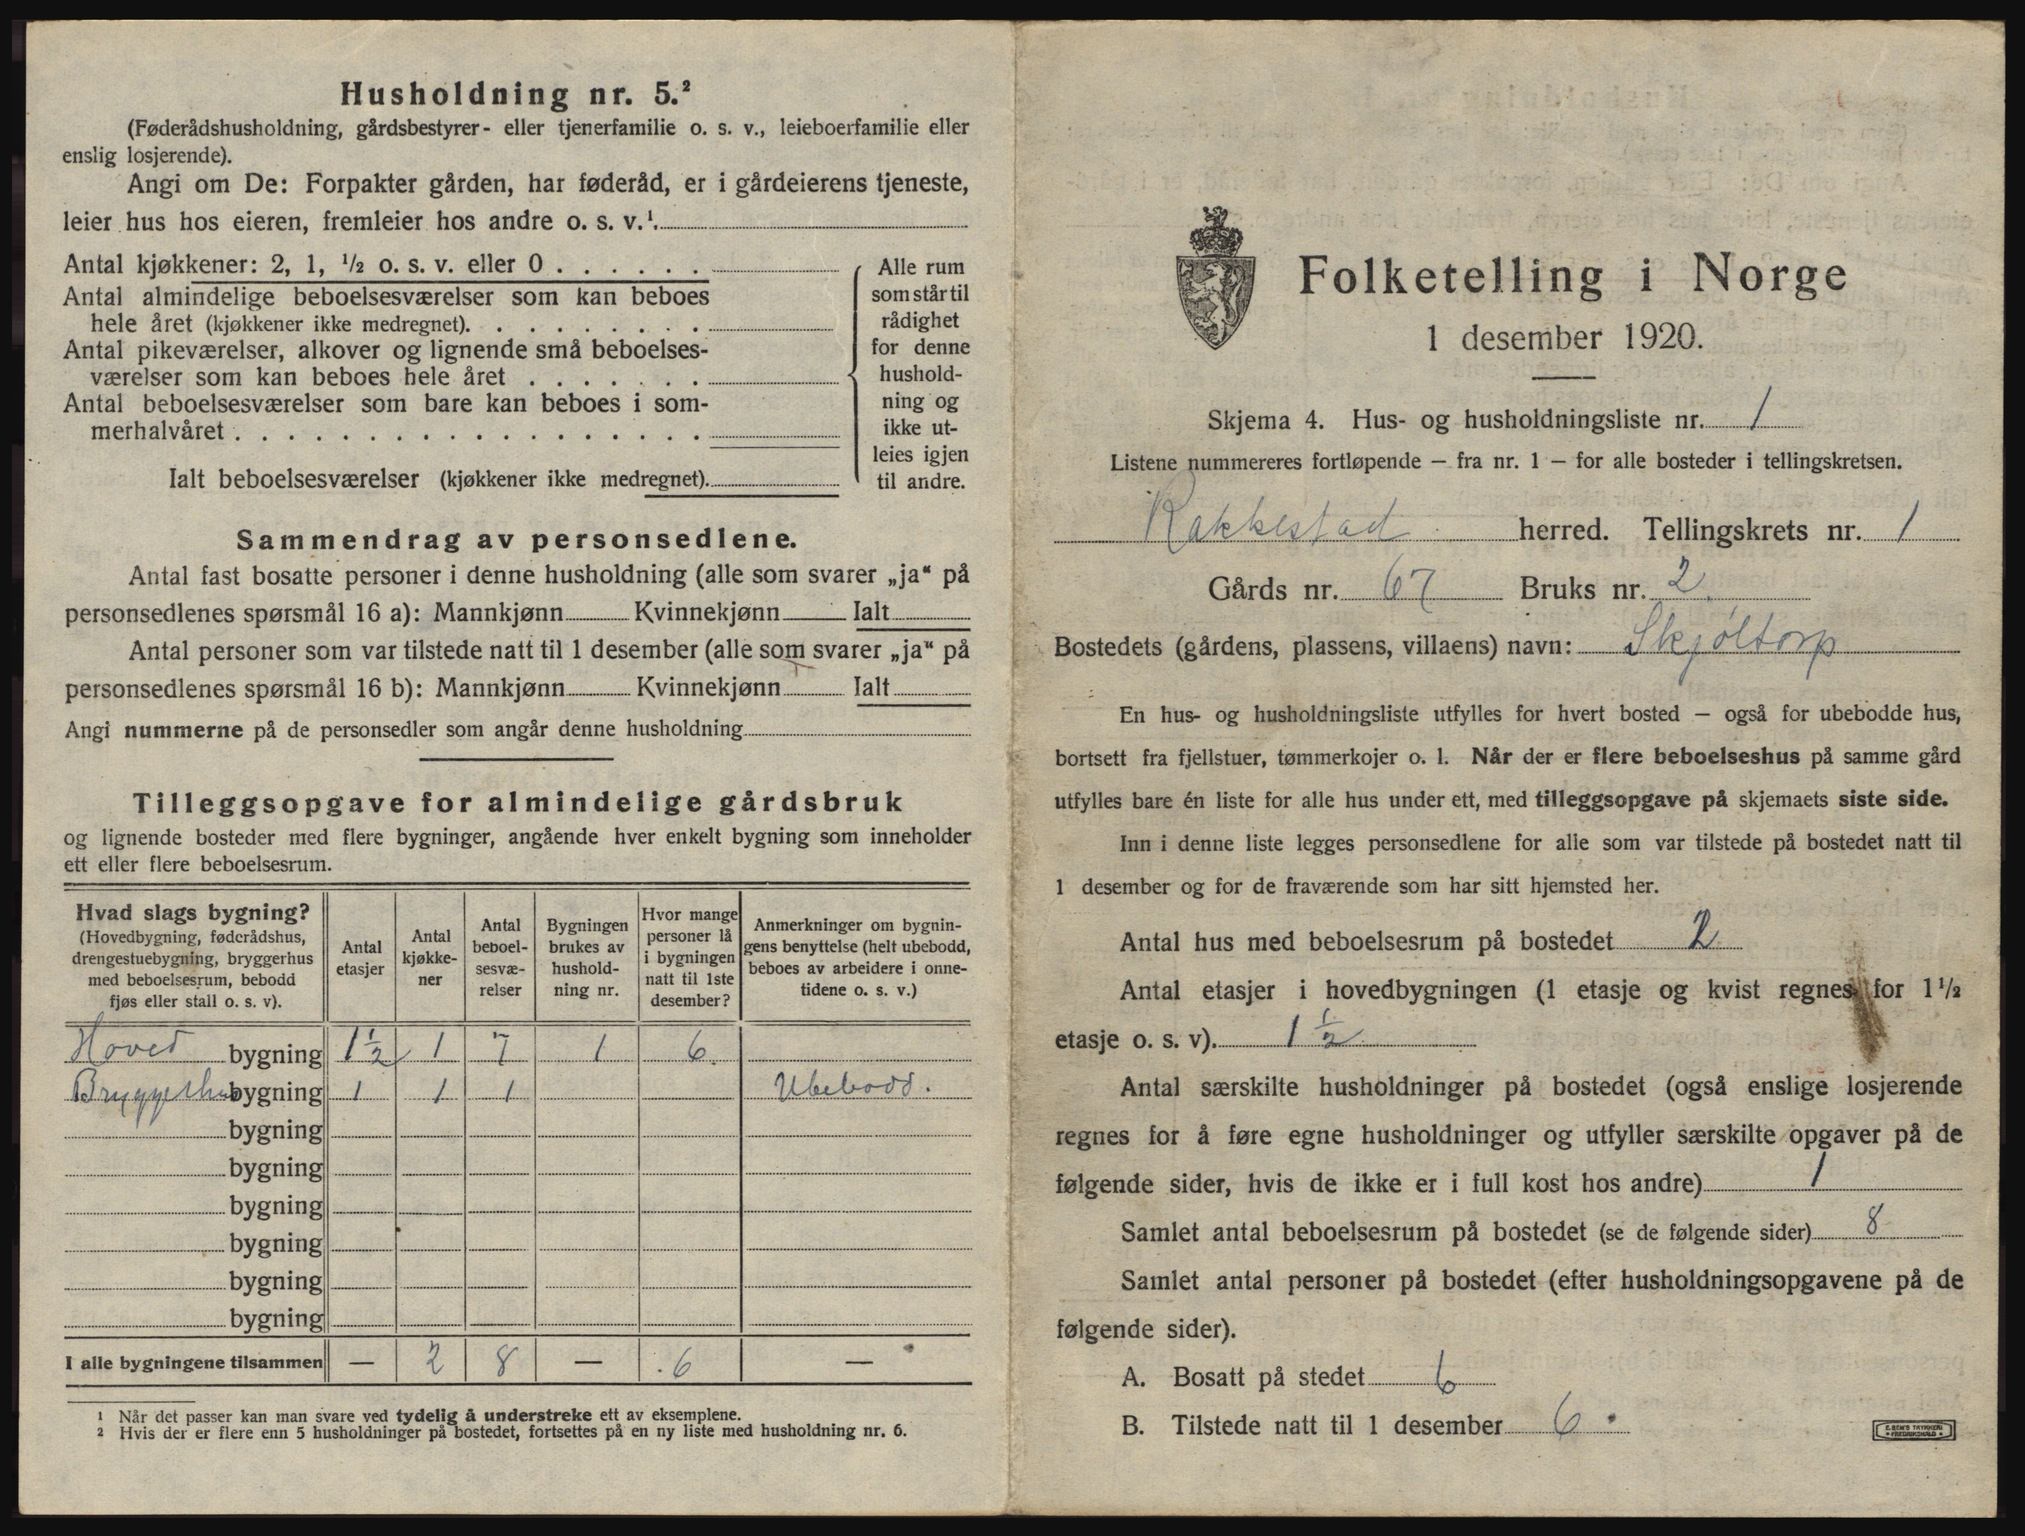 Husholdning nr. 5.²
(Føderådshusholdning, gårdsbestyrer- eller tjenerfamilie o. s. v., leieboerfamilie eller
enslig losjerende).
Angi om De: Forpakter gården, har føderåd, er i gårdeierens tjeneste,
leier hus hos eieren, fremleier hos andre o. s. v.¹.
Antal kjøkkener: 2, 1, ½ o. s. v. eller 0 . . . . . .
Antal almindelige beboelsesværelser som kan beboes
hele året (kjøkkener ikke medregnet). . . . . . . . .
Antal pikeværelser, alkover og lignende små beboelses-
værelser som kan beboes hele året . . . . . . .
Antal beboelsesværelser som bare kan beboes i som-
merhalvåret . . . . . . . . . . . . . . . . . .
Ialt beboelsesværelser (kjøkkener ikke medregnet).
Alle rum
som står til
rådighet
for denne
hushold-
ning og
ikke ut-
leies igjen
til andre.
Sammendrag av personsedlene.
Antal fast bosatte personer i denne husholdning (alle som svarer „ja“ på
personsedlenes spørsmål 16 a): Mannkjønn Kvinnekjønn Ialt
Antal personer som var tilstede natt til 1 desember (alle som svarer „ja“ på
personsedlenes spørsmål 16 b): Mannkjønn Kvinnekjønn Ialt
Angi nummerne på de personsedler som angår denne husholdning
Tilleggsopgave for almindelige gårdsbruk
og lignende bosteder med flere bygninger, angående hver enkelt bygning som inneholder
ett eller flere beboelsesrum.
Hvad slags bygning?
(Hovedbygning, føderådshus,
drengestuebygning, bryggerhus
med beboelsesrum, bebodd
fjøs eller stall o. s. v).
Antal
etasjer
Antal
kjøkke-
ner
Antal
beboel-
sesvæ-
relser
Bygningen
brukes av
hushold-
ning nr.
Hvor mange
personer lå
i bygningen
natt til 1ste
desember?
Anmerkninger om bygnin-
gens benyttelse (helt ubebodd,
beboes av arbeidere i onne-
tidene o. s. v.)
Hoved bygning 1½ 1 7 1 6
Bryggerhus bygning 1 1 1 Ubebodd.
bygning
bygning
bygning
bygning
bygning
bygning
I alle bygningene tilsammen — 2 8 — 6 —
¹ Når det passer kan man svare ved tydelig å understreke ett av eksemplene.
² Hvis der er flere enn 5 husholdninger på bostedet, fortsettes på en ny liste med husholdning nr. 6.
Folketelling i Norge
1 desember 1920.
Skjema 4. Hus- og husholdningsliste nr. 1
Listene nummereres fortløpende — fra nr. 1 — for alle bosteder i tellingskretsen.
Rakkestad herred. Tellingskrets nr. 1
Gårds nr. 67 Bruks nr. 2.
Bostedets (gårdens, plassens, villaens) navn: Skjøltorp
En hus- og husholdningsliste utfylles for hvert bosted — også for ubebodde hus,
bortsett fra fjellstuer, tømmerkojer o. l. Når der er flere beboelseshus på samme gård
utfylles bare én liste for alle hus under ett, med tilleggsopgave på skjemaets siste side.
Inn i denne liste legges personsedlene for alle som var tilstede på bostedet natt til
1 desember og for de fraværende som har sitt hjemsted her.
Antal hus med beboelsesrum på bostedet 2
Antal etasjer i hovedbygningen (1 etasje og kvist regnes for 1½
etasje o. s. v). 1½
Antal særskilte husholdninger på bostedet (også enslige losjerende
regnes for å føre egne husholdninger og utfyller særskilte opgaver på de
følgende sider, hvis de ikke er i full kost hos andre) 1
Samlet antal beboelsesrum på bostedet (se de følgende sider) 8
Samlet antal personer på bostedet (efter husholdningsopgavene på de
følgende sider).
A. Bosatt på stedet 6
B. Tilstede natt til 1 desember 6